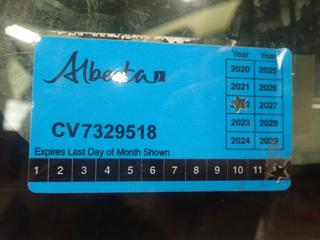 Alberta
Year Year
2020 2025
2021 2026
2027
2023 2028
2024 2029
CV7329518
Expires Last Day of Month Shown
1 2 3 4 5 6 7 8 9 10 11